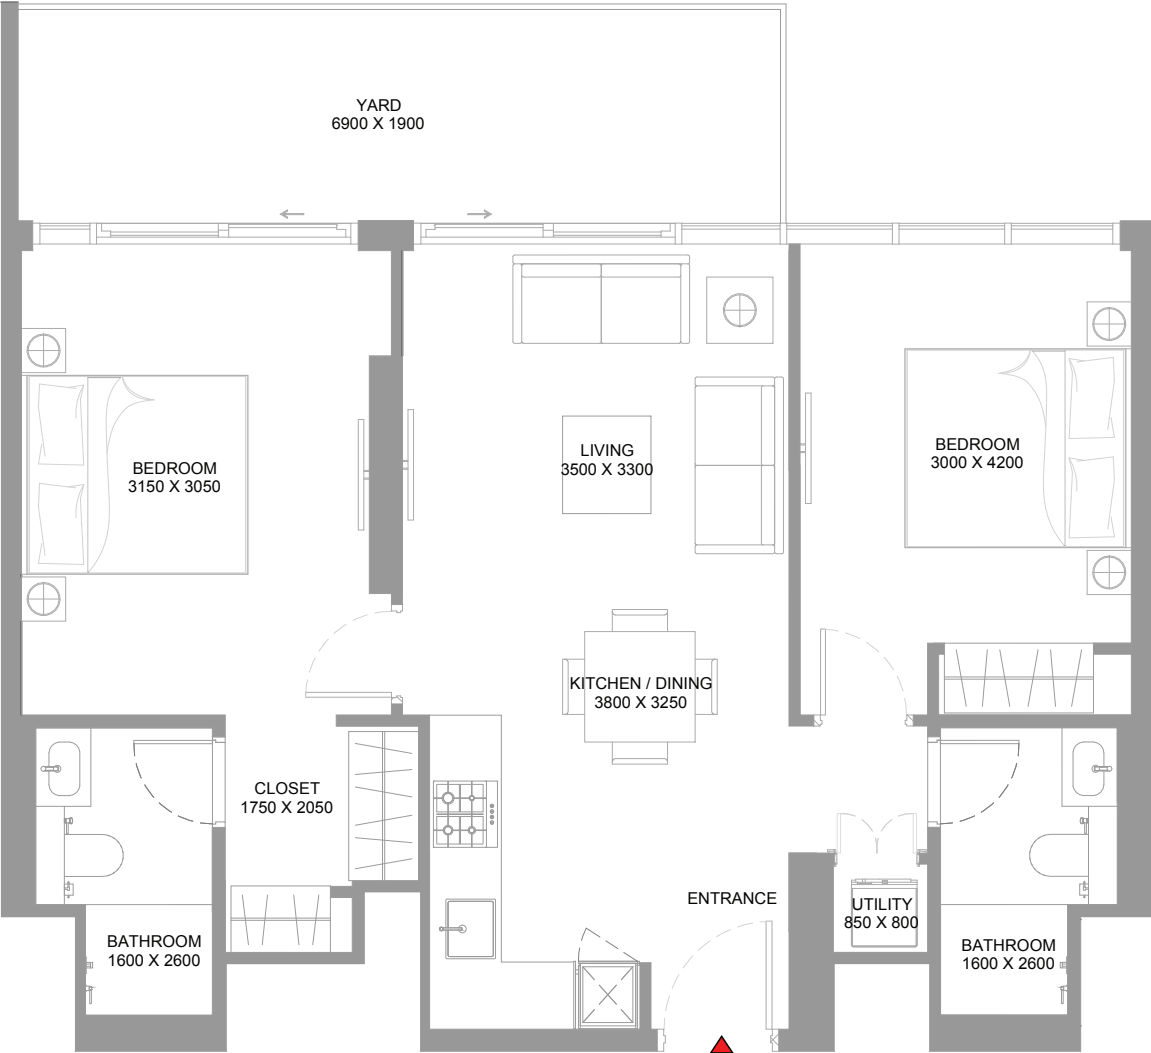 YARD
6900 X 1900
BEDROOM
3150 X 3050
LIVING
3500 X 3300
BEDROOM
3000 X 4200
KITCHEN / DINING
3800 X 3250
CLOSET
1750 X 2050
ENTRANCE
UTILITY
850 X 800
BATHROOM
1600 X 2600
BATHROOM
1600 X 2600